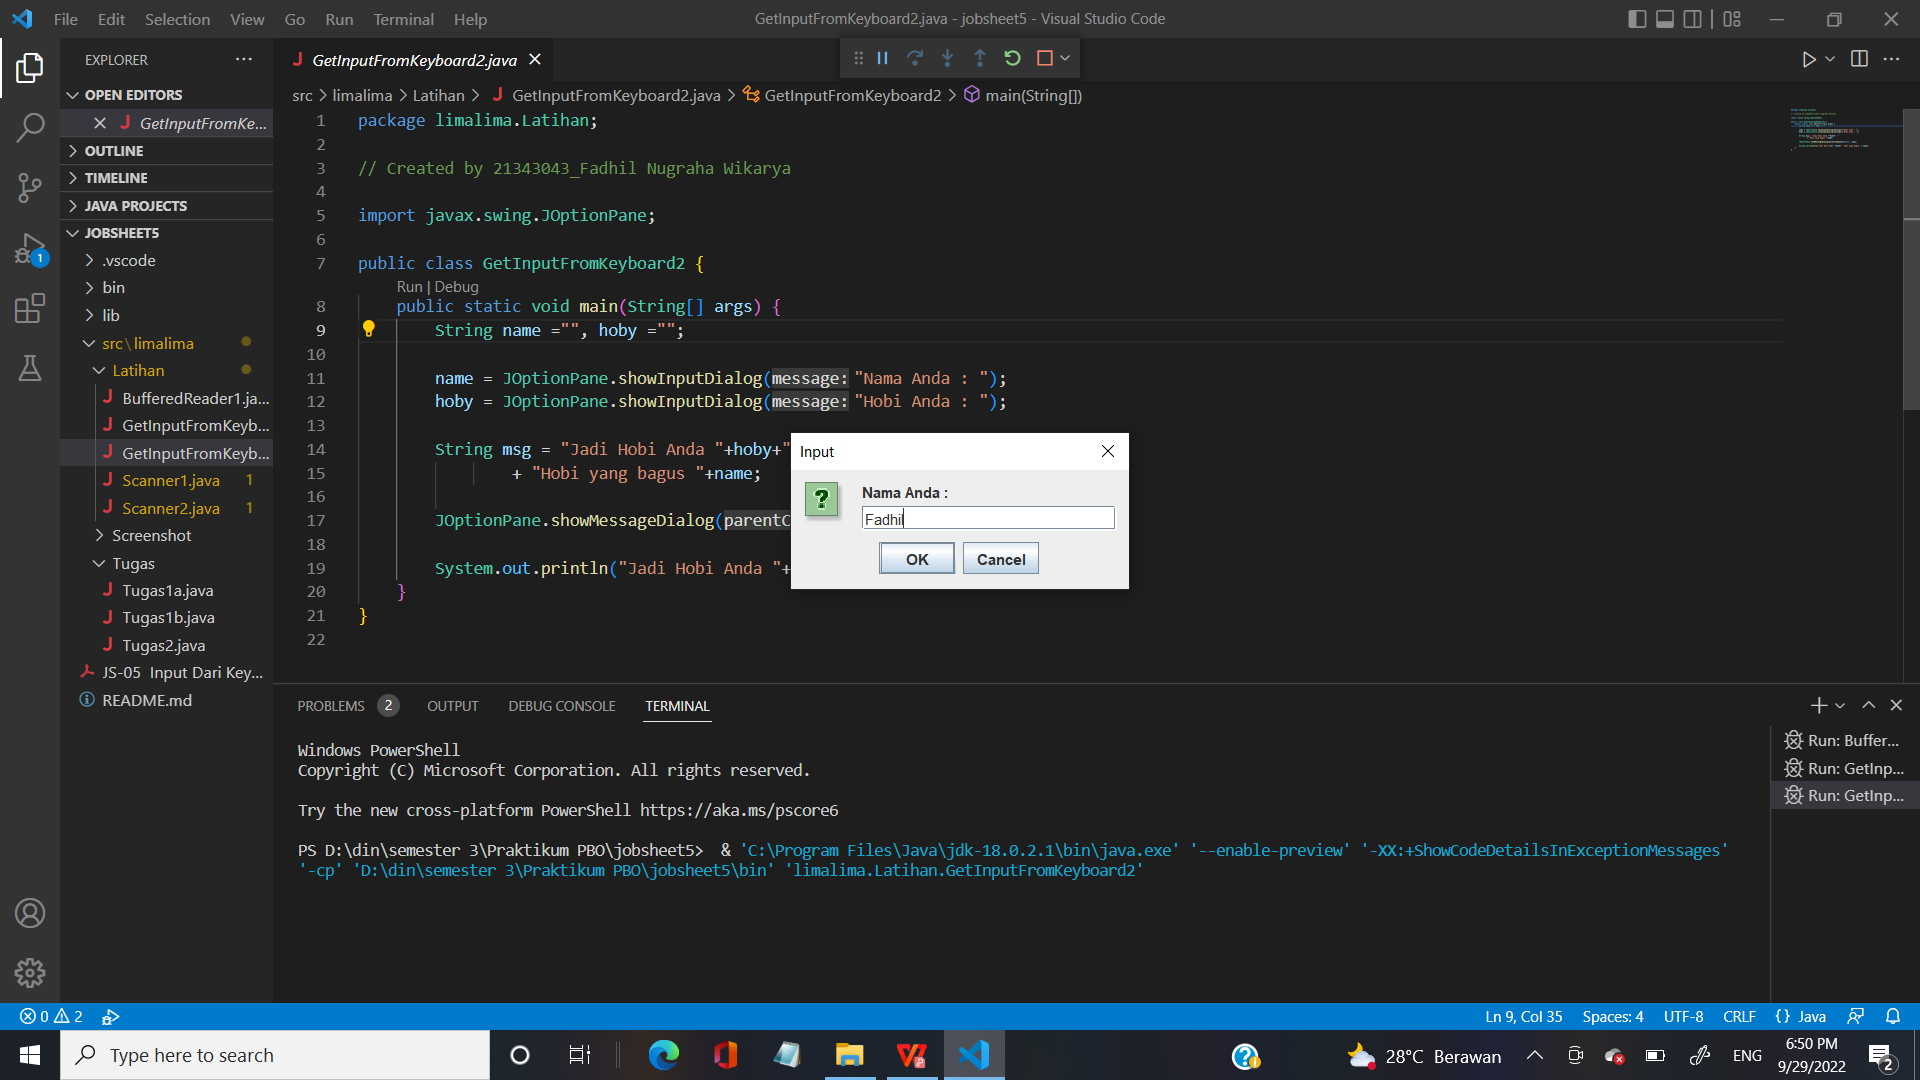 File Edit Selection View Go Run Terminal Help
GetInputFromKeyboard2.java - jobsheet5 - Visual Studio Code
EXPLORER
OPEN EDITORS
GetInputFromKe...
OUTLINE
TIMELINE
JAVA PROJECTS
JOBSHEET5
.vscode
bin
lib
src\limalima
Latihan
BufferedReader1.ja...
GetInputFromKeyb...
GetInputFromKeyb...
Scanner1.java 1
Scanner2.java 1
Screenshot
Tugas
Tugas1a.java
Tugas1b.java
Tugas2.java
JS-05 Input Dari Key...
README.md
1
GetInputFromKeyboard2.java
src > limalima > Latihan > GetInputFromKeyboard2.java > GetInputFromKeyboard2 > main(String[])
1 package limalima.Latihan;
2
3 // Created by 21343043_Fadhil Nugraha Wikarya
4
5 import javax.swing.JOptionPane;
6
7 public class GetInputFromKeyboard2 {
Run | Debug
8 public static void main(String[] args) {
9 String name ="", hoby ="";
10
11 name = JOptionPane.showInputDialog(message: "Nama Anda : ");
12 hoby = JOptionPane.showInputDialog(message: "Hobi Anda : ");
13
14 String msg = "Jadi Hobi Anda "+hoby+"
15 + "Hobi yang bagus "+name;
16
17 JOptionPane.showMessageDialog(parentC
18
19 System.out.println("Jadi Hobi Anda "+
20 }
21 }
22
Input
Nama Anda :
Fadhil
OK Cancel
PROBLEMS 2 OUTPUT DEBUG CONSOLE TERMINAL
Windows PowerShell
Copyright (C) Microsoft Corporation. All rights reserved.
Try the new cross-platform PowerShell https://aka.ms/pscore6
PS D:\din\semester 3\Praktikum PBO\jobsheet5> & 'C:\Program Files\Java\jdk-18.0.2.1\bin\java.exe' '--enable-preview' '-XX:+ShowCodeDetailsInExceptionMessages'
'-cp' 'D:\din\semester 3\Praktikum PBO\jobsheet5\bin' 'limalima.Latihan.GetInputFromKeyboard2'
Run: Buffer...
Run: GetInp...
Run: GetInp...
0 2
Ln 9, Col 35 Spaces: 4 UTF-8 CRLF {} Java
Type here to search
28°C Berawan
ENG
6:50 PM
9/29/2022
2